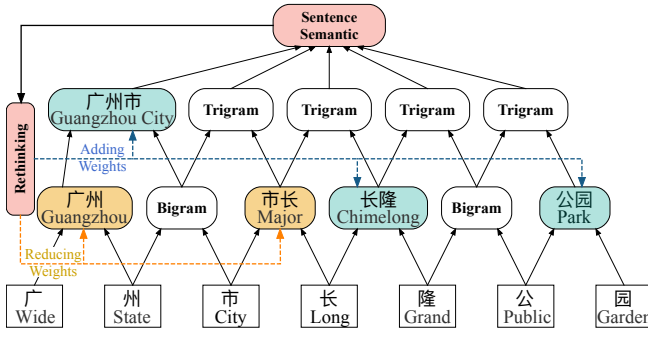 Sentence
Semantic
广州市
Guangzhou City
Trigram
Trigram
Trigram
Trigram
Rethinking
Adding
Weights
广州
Guangzhou
Bigram
市长
Major
长隆
Chimelong
Bigram
公园
Park
Reducing
Weights
广
Wide
州
State
市
City
长
Long
隆
Grand
公
Public
园
Garden